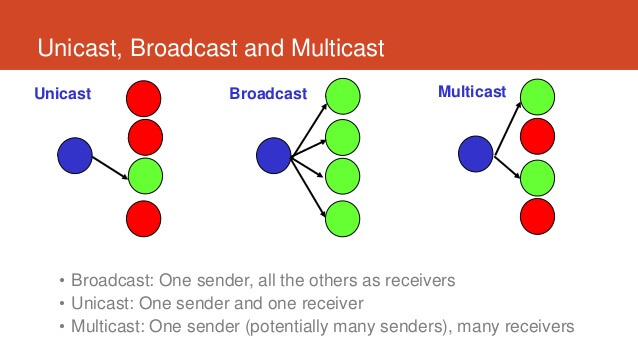 Unicast, Broadcast and Multicast
Unicast
Broadcast
Multicast
• Broadcast: One sender, all the others as receivers
• Unicast: One sender and one receiver
• Multicast: One sender (potentially many senders), many receivers